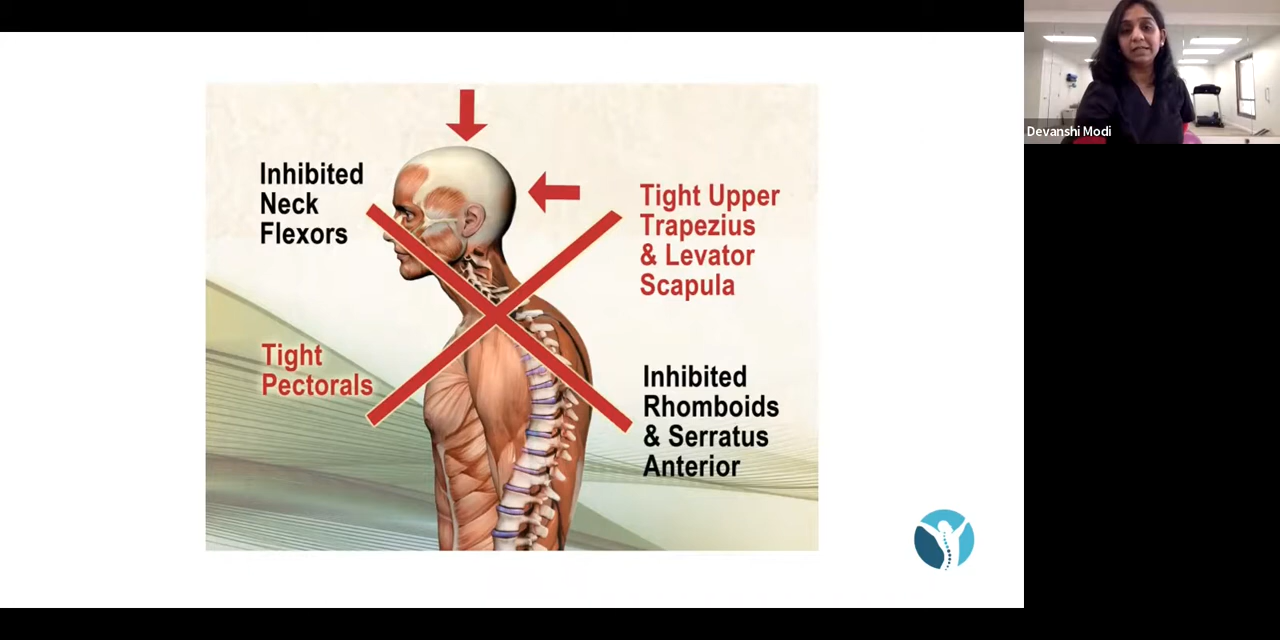 Inhibited
Neck
Flexors
Tight Upper
Trapezius
& Levator
Scapula
Tight
Pectorals
Inhibited
Rhomboids
& Serratus
Anterior
Devanshi Modi